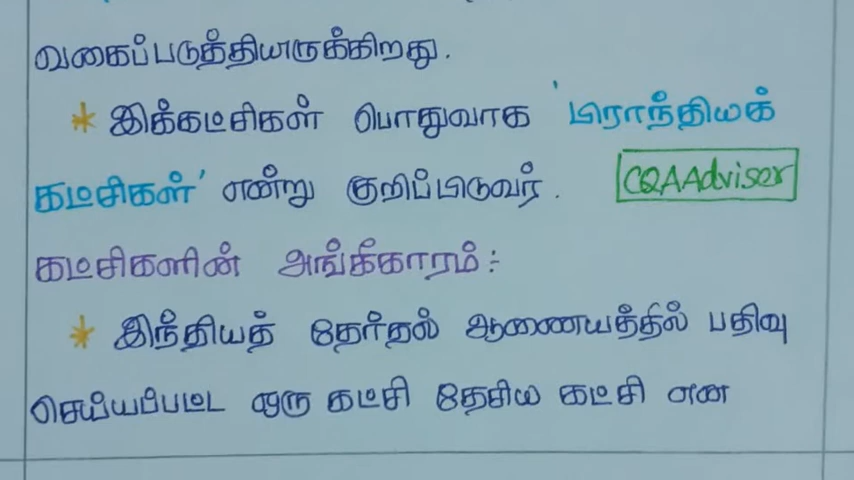 வகைப்படுத்தியிருக்கிறது.
* இக்கட்சிகள் பொதுவாக 'பிராந்தியக்
கட்சிகள்' என்று குறிப்பிடுவர்.
CQAAdviser
கட்சிகளின் அங்கீகாரம் :
* இந்தியத் தேர்தல் ஆணையத்தில் பதிவு
செய்யப்பட்ட ஒரு கட்சி தேசிய கட்சி என